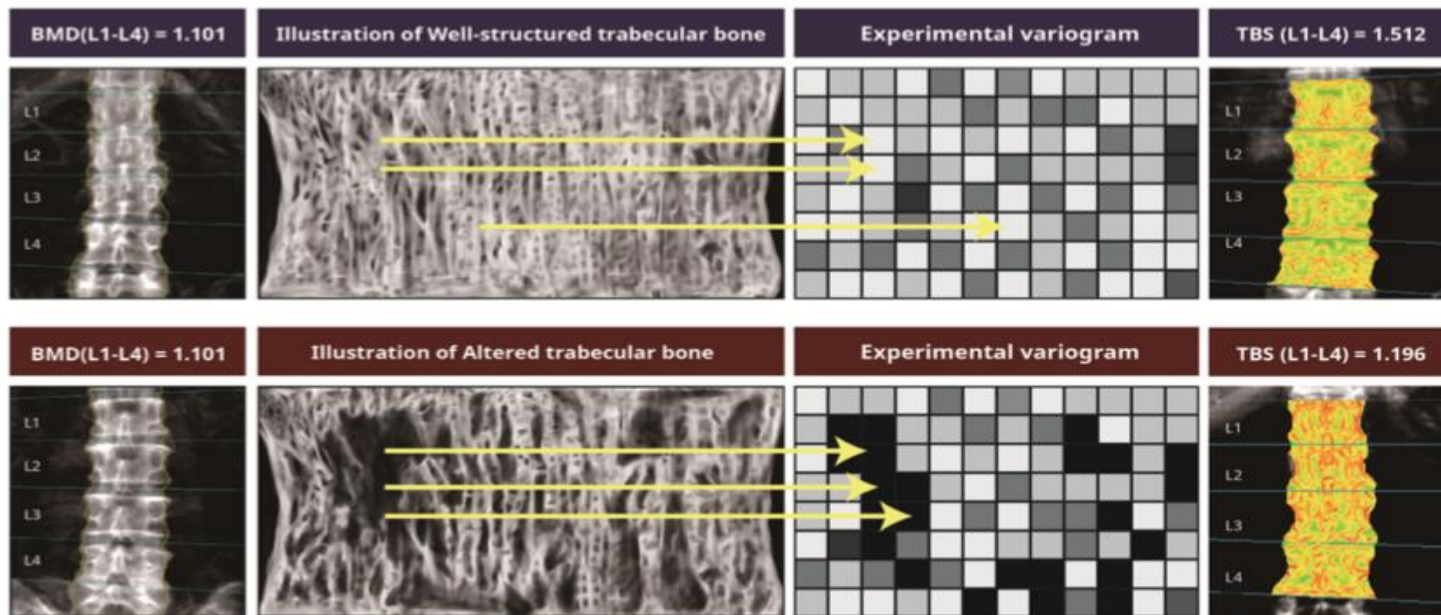 BMD(L1-L4) = 1.101
Illustration of Well-structured trabecular bone
Experimental variogram
TBS (L1-L4) = 1.512
L1
L2
L3
L4
L1
L2
L3
L4
BMD(L1-L4) = 1.101
Illustration of Altered trabecular bone
Experimental variogram
TBS (L1-L4) = 1.196
L1
L2
L3
L4
L1
L2
L3
L4